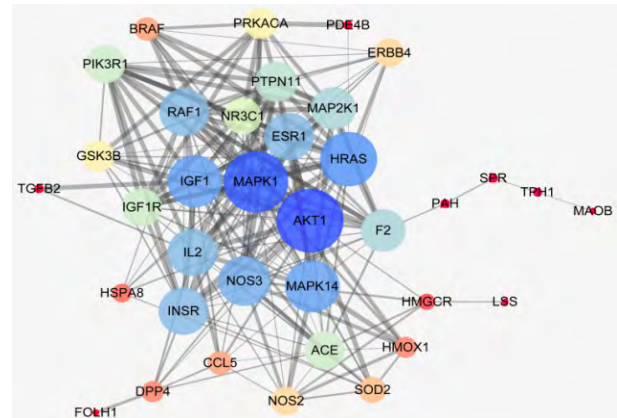 BRAF
PRKACA
PDE4B
ERBB4
PIK3R1
PTPN11
RAF1
NR3C1
MAP2K1
ESR1
GSK3B
HRAS
TGFB2
IGF1
MAPK1
SPR
TPH1
IGF1R
PAH
MAOB
AKT1
F2
IL2
NOS3
MAPK14
HSPA8
INSR
HMGCR
LSS
ACE
HMOX1
CCL5
DPP4
SOD2
NOS2
FOLH1